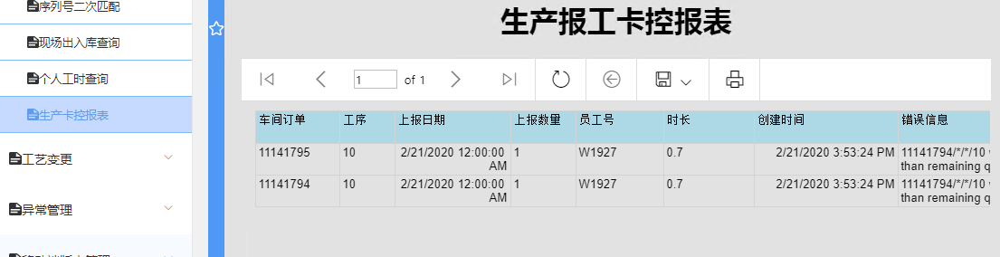 序列号二次匹配
现场出入库查询
个人工时查询
生产卡控报表
工艺变更
异常管理
生产报工卡控报表
1 of 1
车间订单 工序 上报日期 上报数量 员工号 时长 创建时间 错误信息
11141795 10 2/21/2020 12:00:00 1 W1927 0.7 2/21/2020 3:53:24 PM 11141794/*/*/10
AM than remaining
11141794 10 2/21/2020 12:00:00 1 W1927 0.7 2/21/2020 3:53:24 PM 11141794/*/*/10
AM than remaining